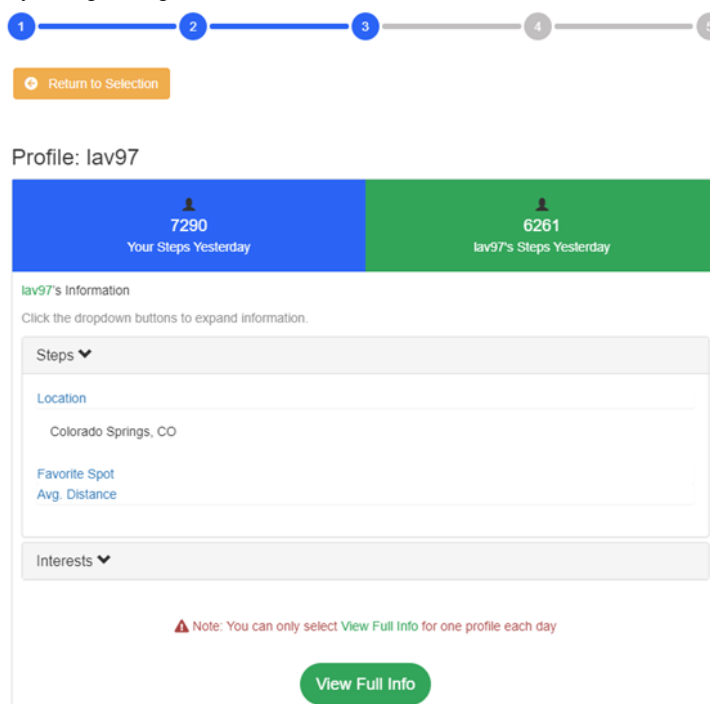 1 2 3 4 5
Return to Selection
Profile: lav97
7290 6261
Your Steps Yesterday lav97's Steps Yesterday
lav97's Information
Click the dropdown buttons to expand information.
Steps
Location
Colorado Springs, CO
Favorite Spot
Avg. Distance
Interests
Note: You can only select View Full Info for one profile each day
View Full Info